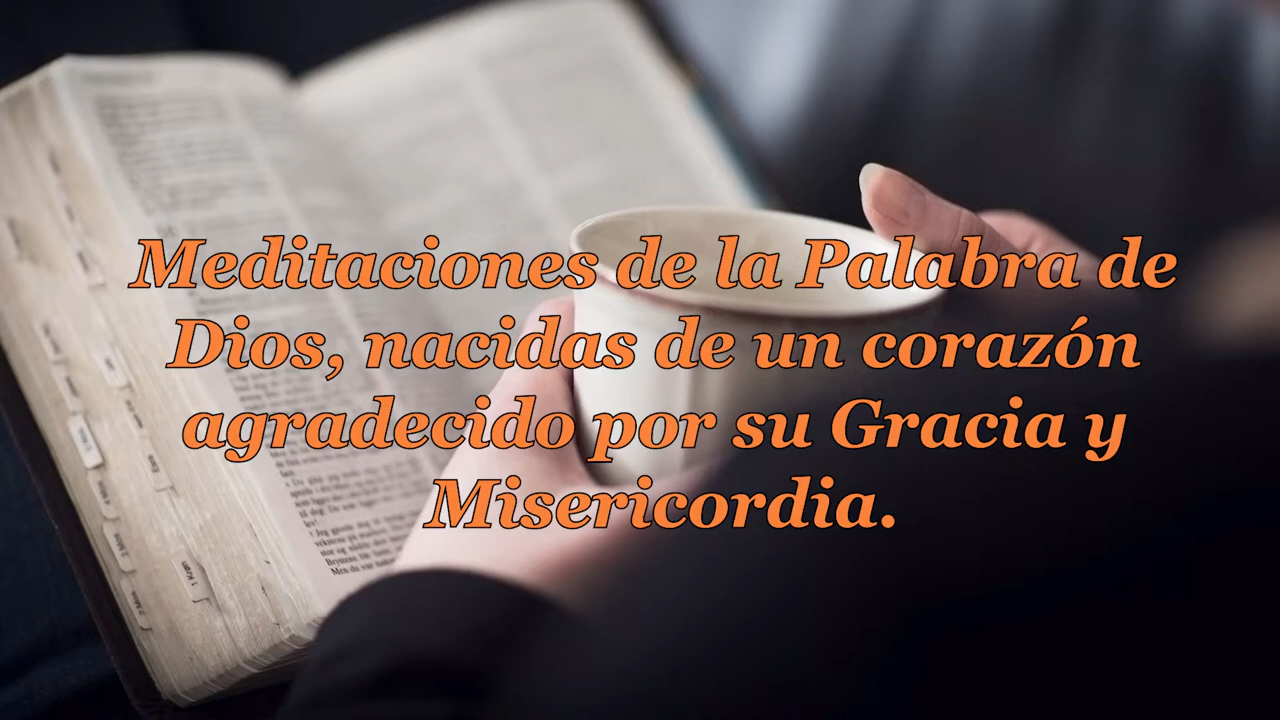 Meditaciones de la Palabra de
Dios, nacidas de un corazón
agradecido por su Gracia y
Misericordia.